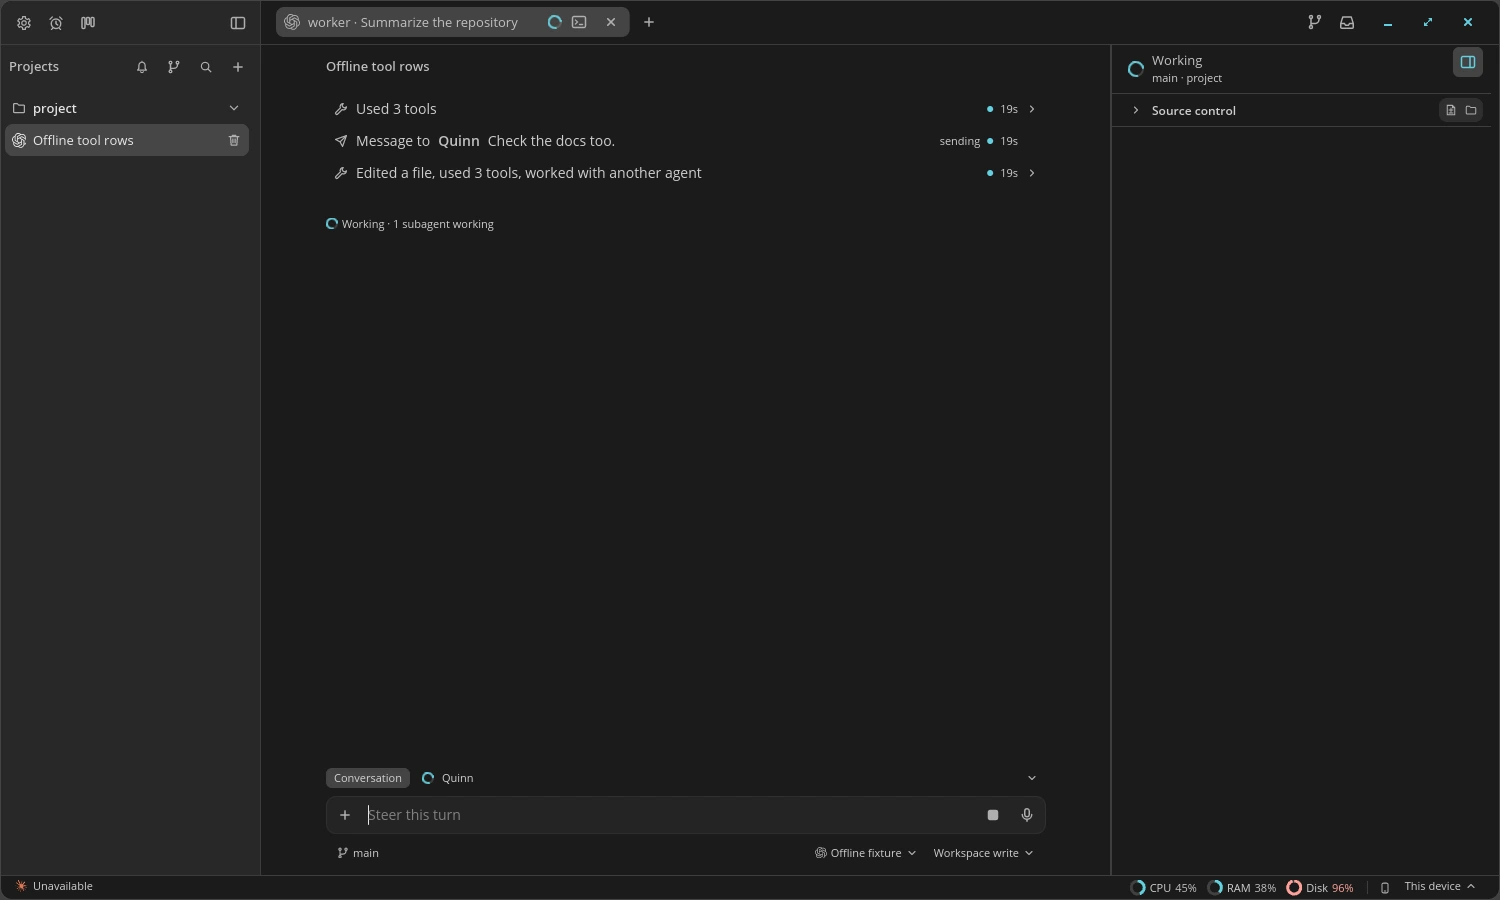 worker · Summarize the repository
Projects
project
Offline tool rows
Offline tool rows
Used 3 tools 19s
Message to Quinn Check the docs too. sending 19s
Edited a file, used 3 tools, worked with another agent 19s
Working · 1 subagent working
Working
main · project
Source control
Conversation Quinn
Steer this turn
main Offline fixture Workspace write
Unavailable CPU 45% RAM 38% Disk 96% This device